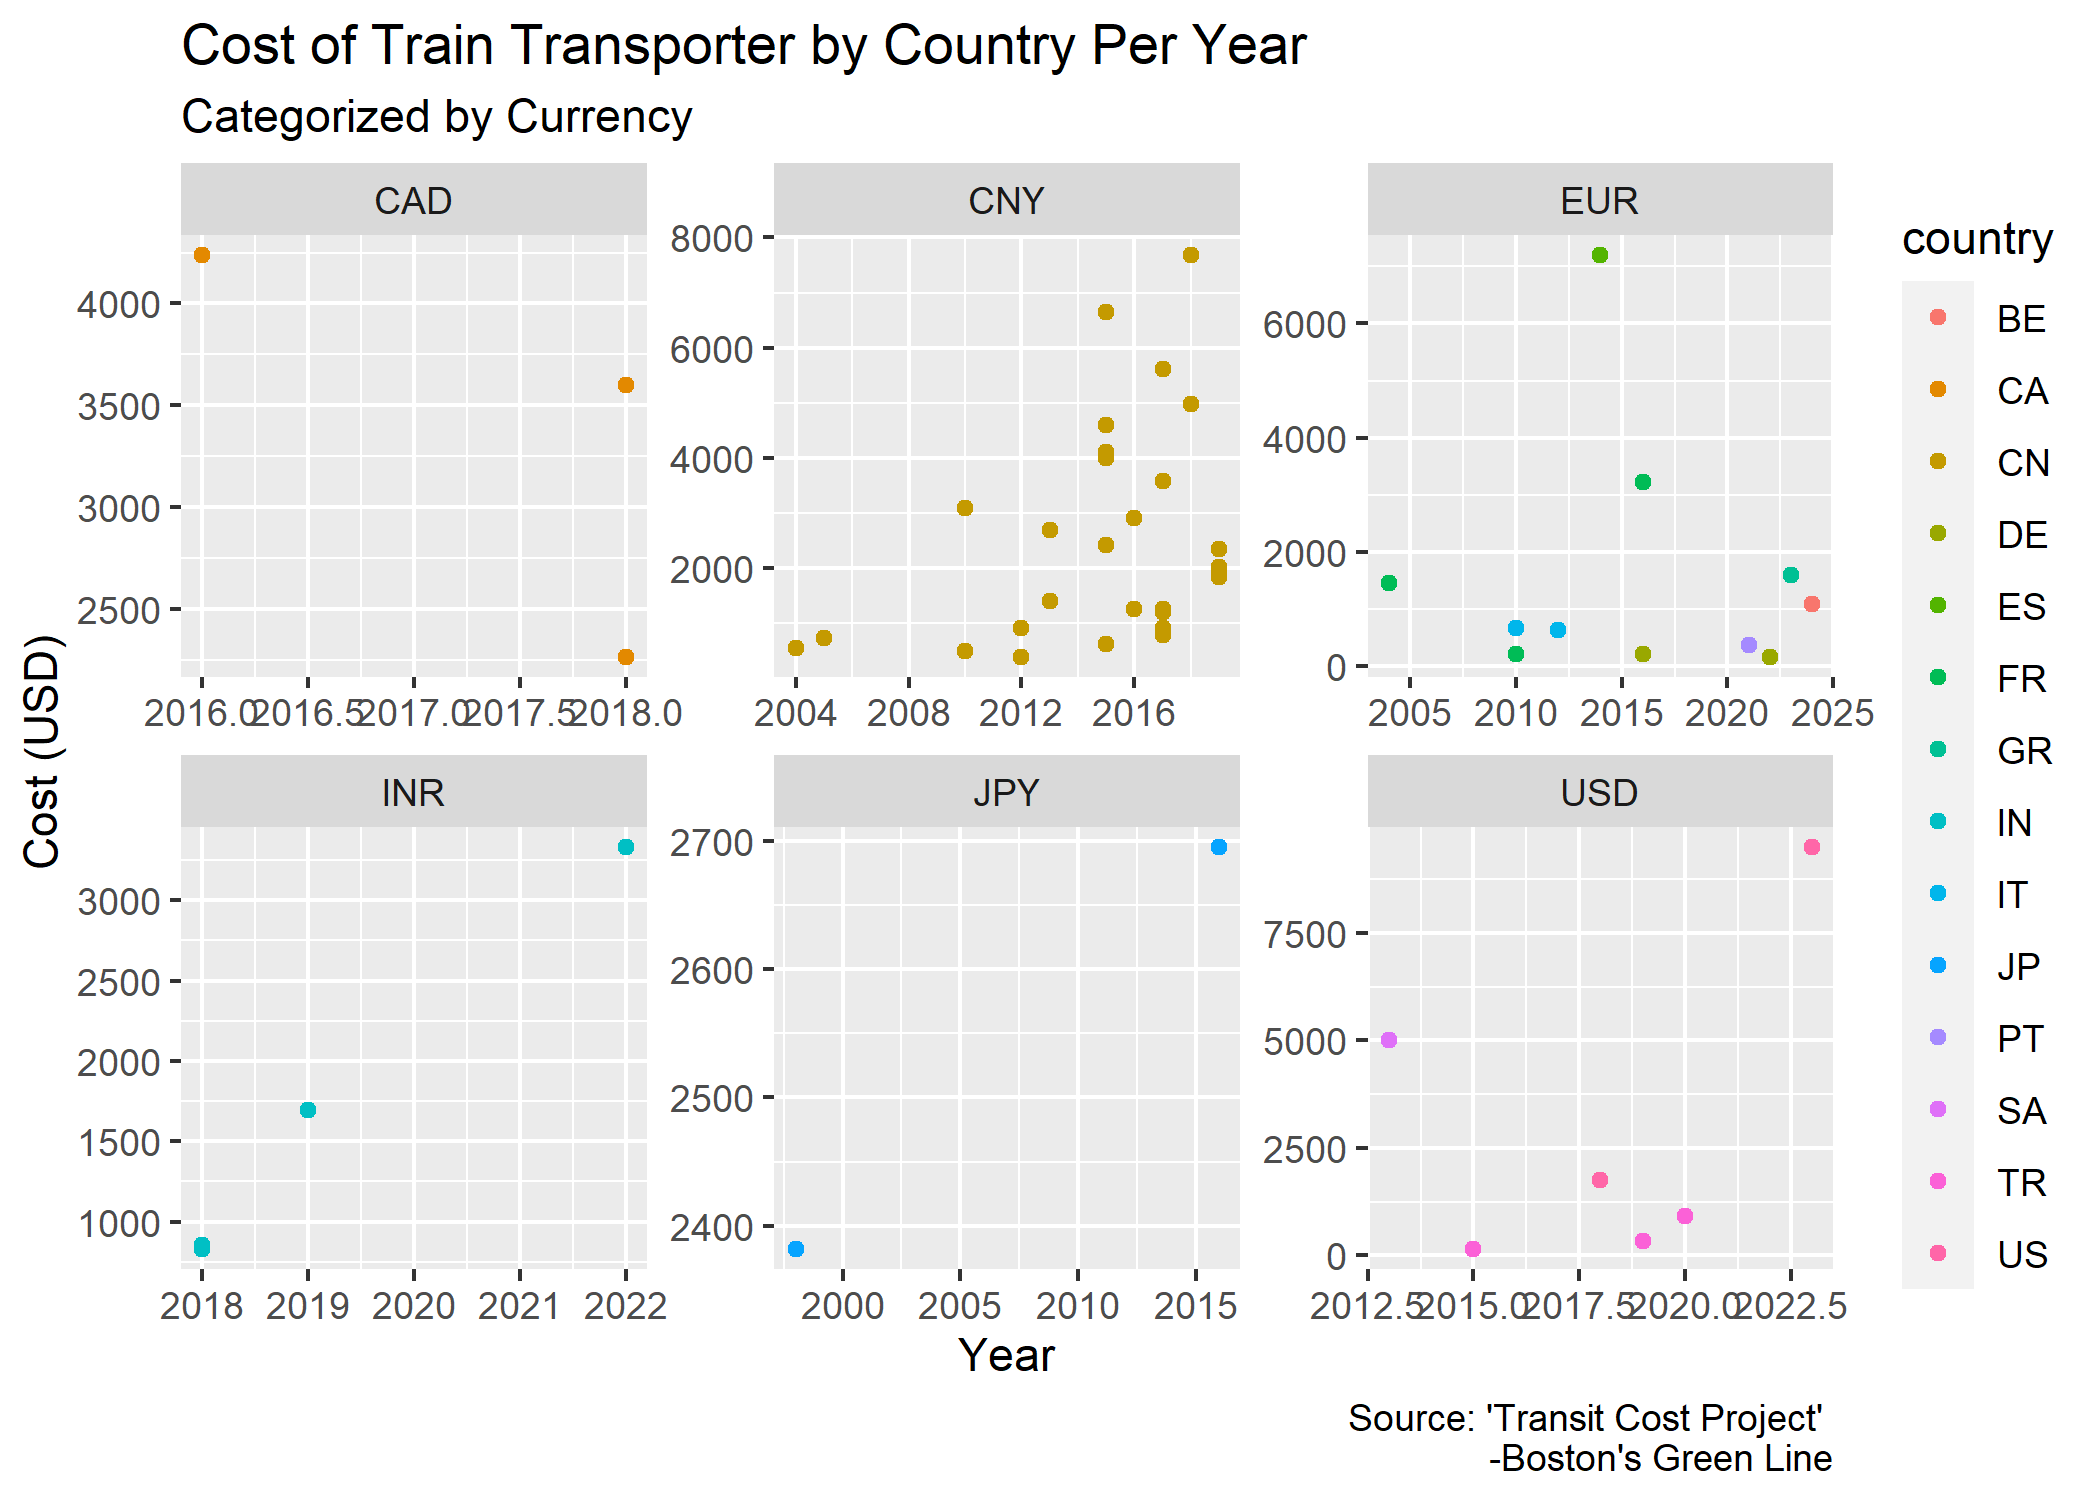 Cost of Train Transporter by Country Per Year
Categorized by Currency
CAD
CNY
EUR
4000
3500
3000
2500
8000
6000
4000
2000
6000
4000
2000
0
2016.0 2016.5 2017.0 2017.5 2018.0
2004 2008 2012 2016
2005 2010 2015 2020 2025
INR
JPY
USD
3000
2500
2000
1500
1000
2700
2600
2500
2400
7500
5000
2500
0
2018 2019 2020 2021 2022
2000 2005 2010 2015
2012.5 2015.0 2017.5 2020.0 2022.5
Cost (USD)
Year
country
BE
CA
CN
DE
ES
FR
GR
IN
IT
JP
PT
SA
TR
US
Source: 'Transit Cost Project'
-Boston's Green Line